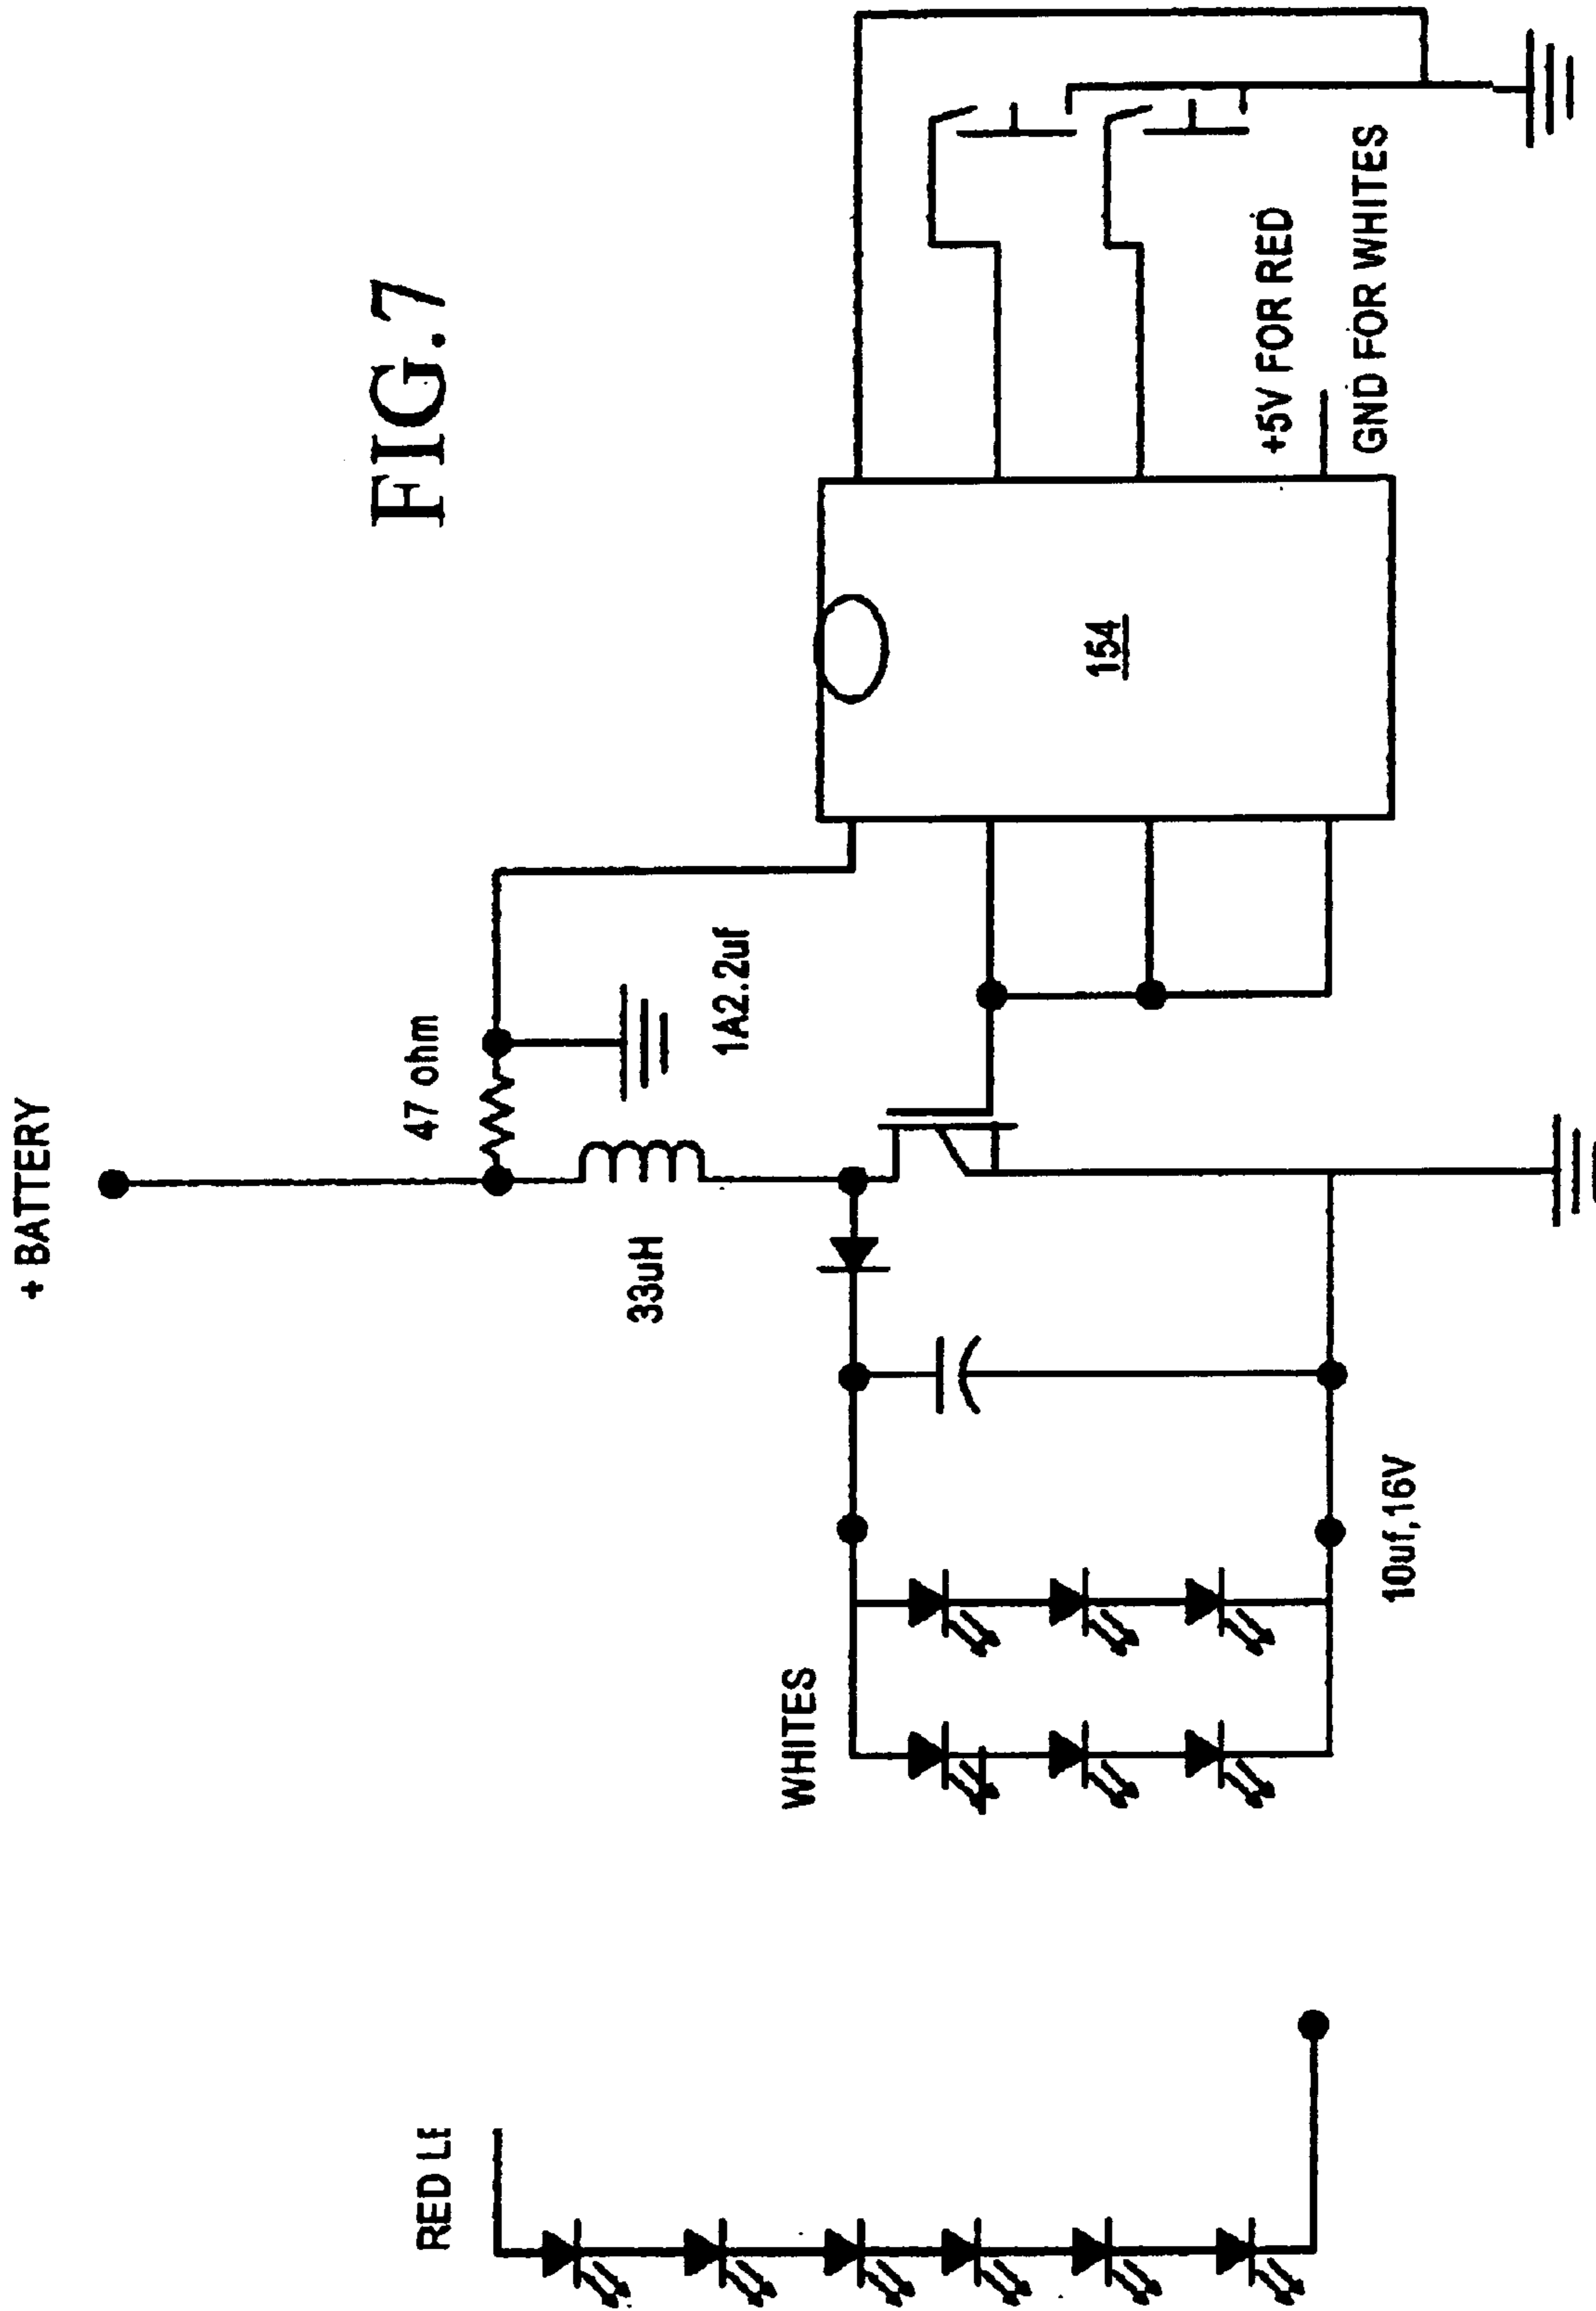 FIG.7
+ BATTERY
47 ohm
33uH
1A2.2uf
154
+5V FOR RED
GND FOR WHITES
10uf,16V
WHITES
RED